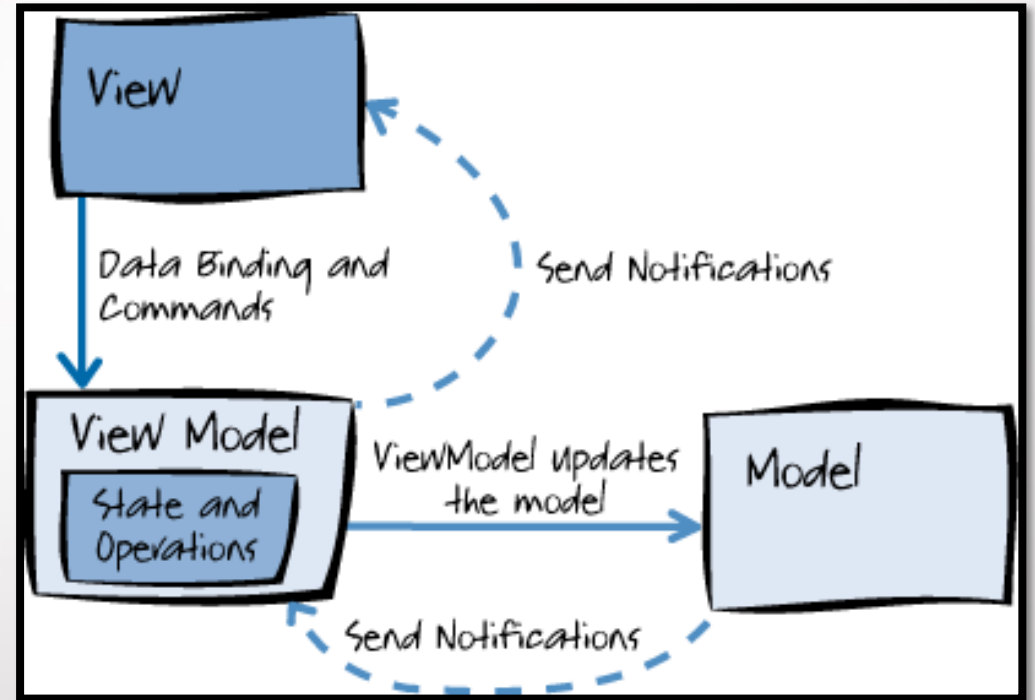 View
Data Binding and
Commands
Send Notifications
View Model
State and
Operations
ViewModel updates
the model
Model
Send Notifications